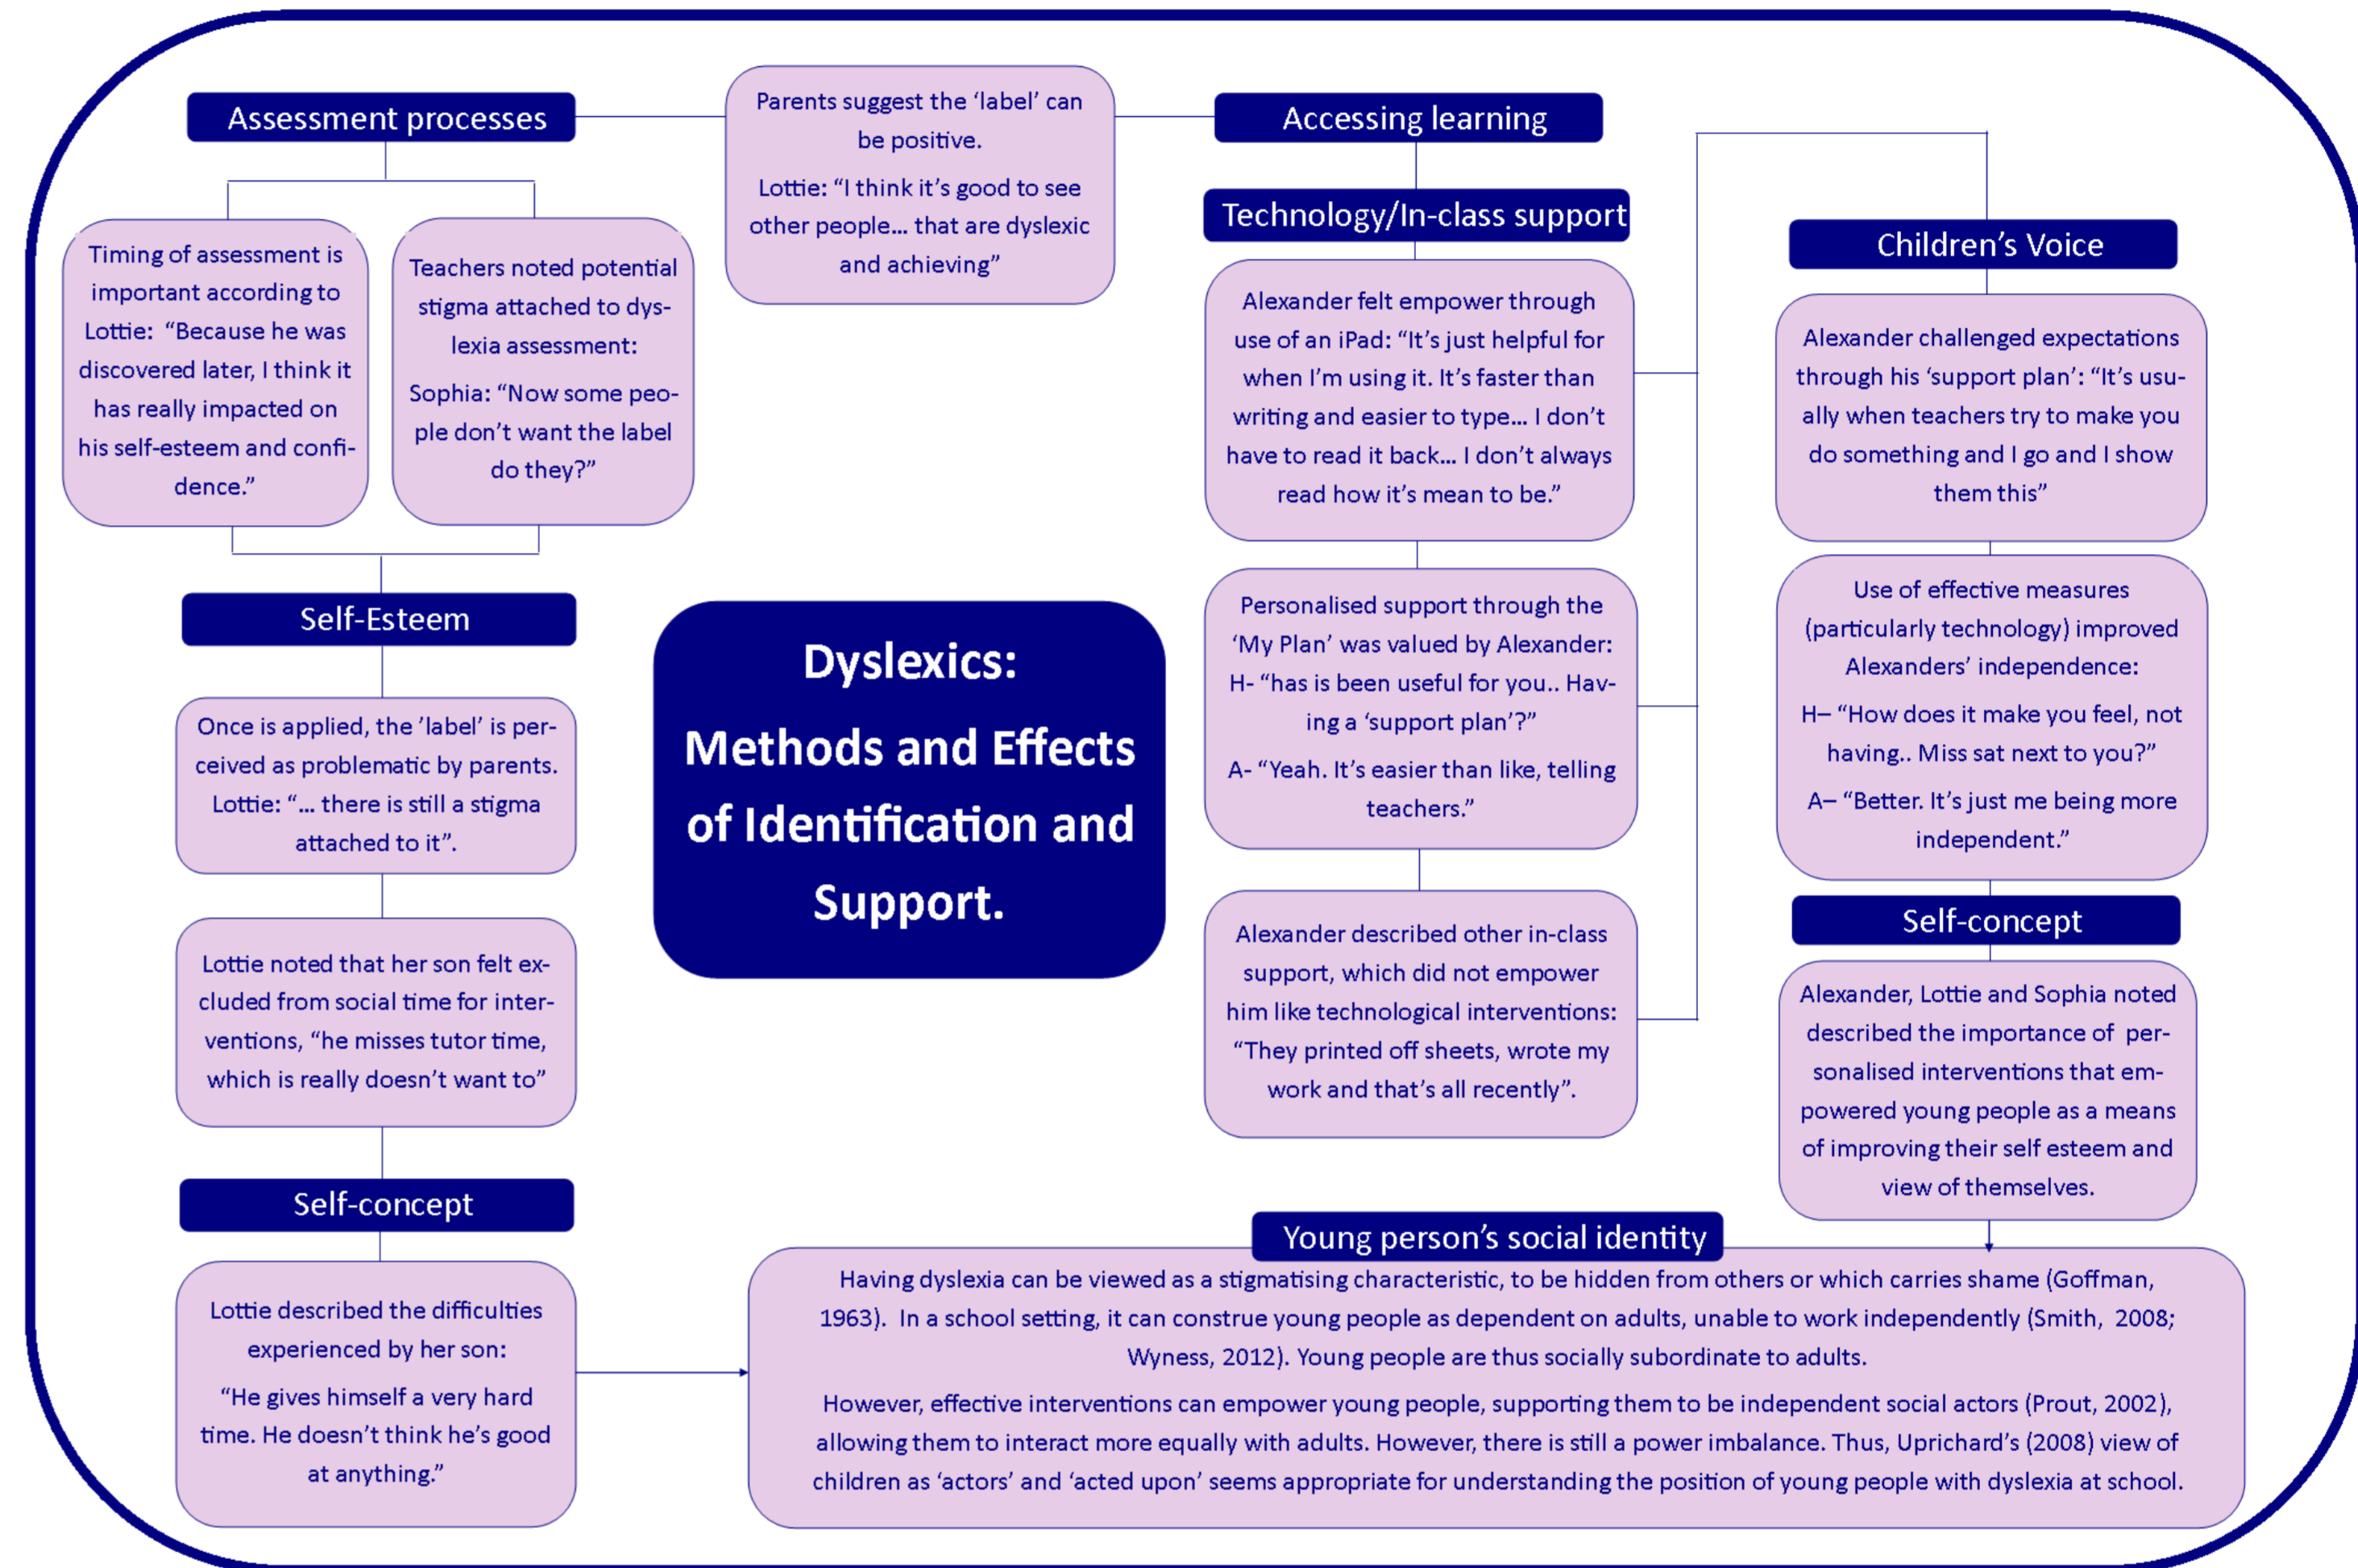 Assessment processes
Timing of assessment is
important according to
Lottie:  “Because he was
discovered later, I think it
has really impacted on
his self-esteem and confi-
dence.”
Teachers noted potential
stigma attached to dys-
lexia assessment:
Sophia: “Now some peo-
ple don’t want the label
do they?”
Parents suggest the ‘label’ can
be positive.
Lottie: “I think it’s good to see
other people… that are dyslexic
and achieving”
Self-Esteem
Once is applied, the ’label’ is per-
ceived as problematic by parents.
Lottie: “… there is still a stigma
attached to it”.
Lottie noted that her son felt ex-
cluded from social time for inter-
ventions, “he misses tutor time,
which is really doesn’t want to”
Self-concept
Lottie described the difficulties
experienced by her son:
“He gives himself a very hard
time. He doesn’t think he’s good
at anything.”
Dyslexics:
Methods and Effects
of Identification and
Support.
Accessing learning
Technology/In-class support
Alexander felt empower through
use of an iPad: “It’s just helpful for
when I’m using it. It’s faster than
writing and easier to type… I don’t
have to read it back… I don’t always
read how it’s mean to be.”
Personalised support through the
‘My Plan’ was valued by Alexander:
H- “has is been useful for you.. Hav-
ing a ‘support plan’?”
A- “Yeah. It’s easier than like, telling
teachers.”
Alexander described other in-class
support, which did not empower
him like technological interventions:
“They printed off sheets, wrote my
work and that’s all recently”.
Children’s Voice
Alexander challenged expectations
through his ‘support plan’: “It’s usu-
ally when teachers try to make you
do something and I go and I show
them this”
Use of effective measures
(particularly technology) improved
Alexanders’ independence:
H– “How does it make you feel, not
having.. Miss sat next to you?”
A– “Better. It’s just me being more
independent.”
Self-concept
Alexander, Lottie and Sophia noted
described the importance of  per-
sonalised interventions that em-
powered young people as a means
of improving their self esteem and
view of themselves.
Young person’s social identity
Having dyslexia can be viewed as a stigmatising characteristic, to be hidden from others or which carries shame (Goffman,
1963).  In a school setting, it can construe young people as dependent on adults, unable to work independently (Smith,  2008;
Wyness, 2012). Young people are thus socially subordinate to adults.
However, effective interventions can empower young people, supporting them to be independent social actors (Prout, 2002),
allowing them to interact more equally with adults. However, there is still a power imbalance. Thus, Uprichard’s (2008) view of
children as ‘actors’ and ‘acted upon’ seems appropriate for understanding the position of young people with dyslexia at school.